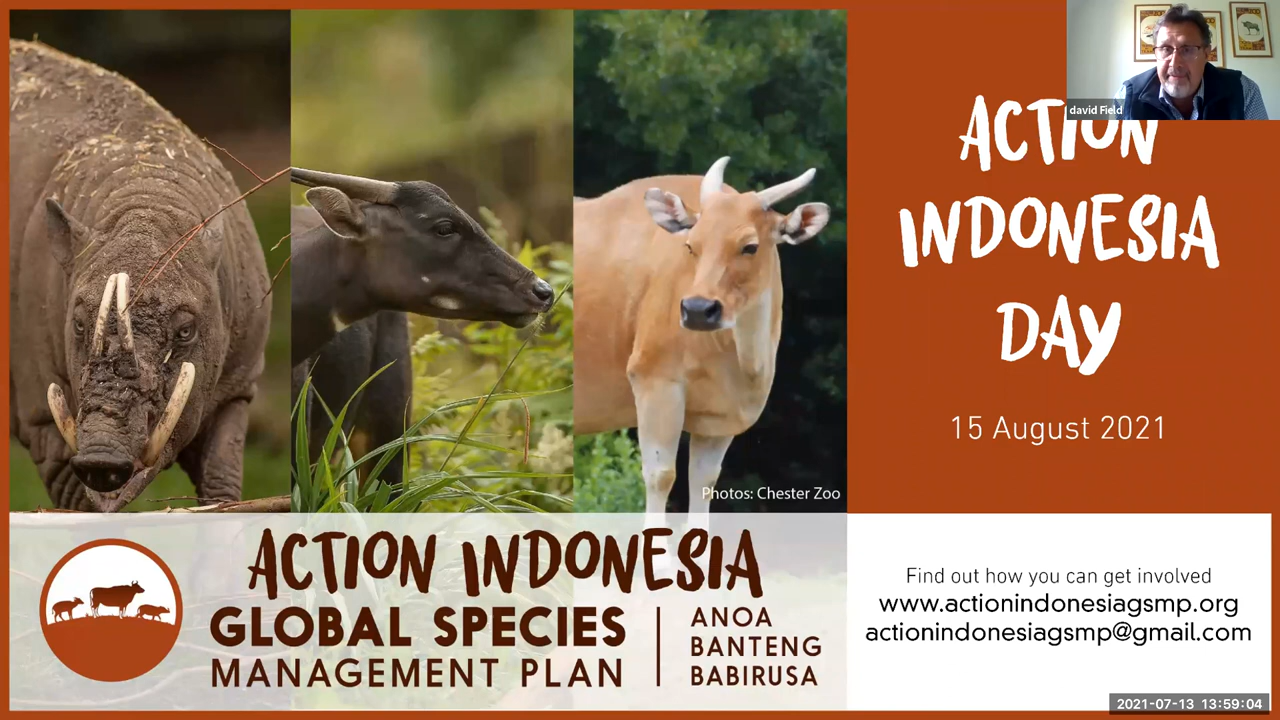 david Field
ACTION
INDONESIA
DAY
15 August 2021
Photos: Chester Zoo
ACTION INDONESIA
GLOBAL SPECIES
MANAGEMENT PLAN
ANOA
BANTENG
BABIRUSA
Find out how you can get involved
www.actionindonesiagsmp.org
actionindonesiagsmp@gmail.com
2021-07-13 13:59:04